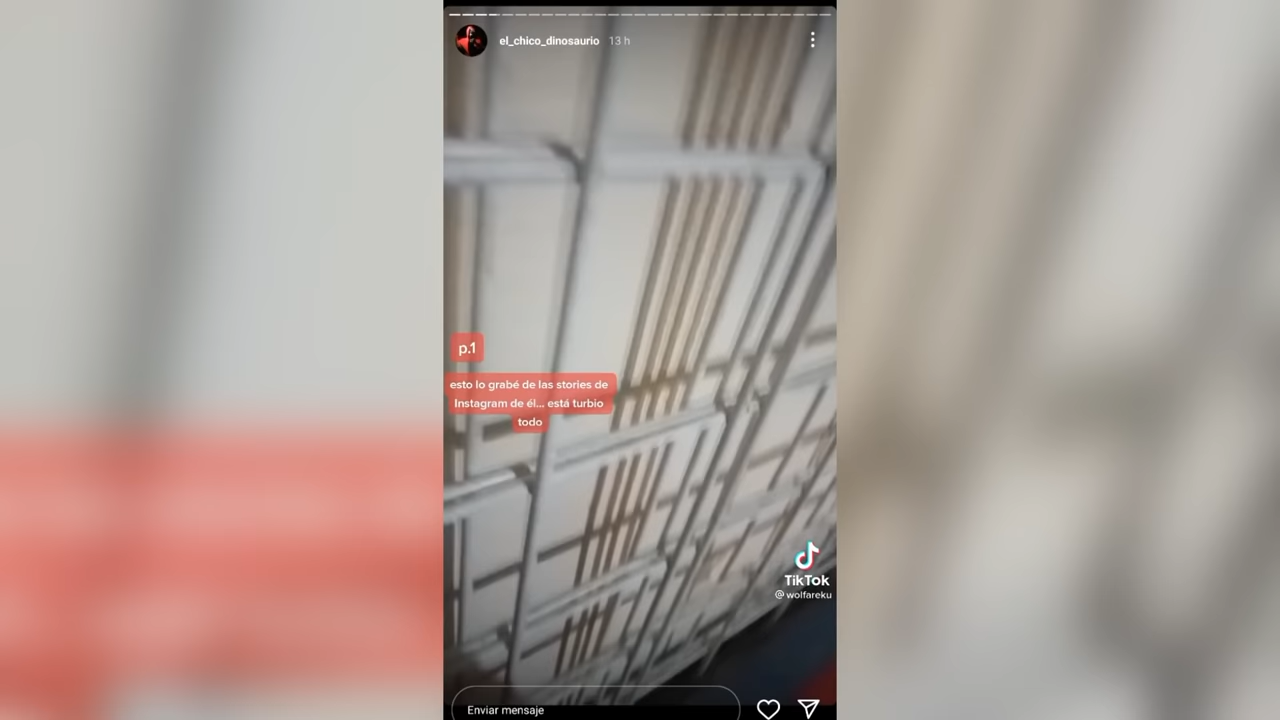 el_chico_dinosaurio 13 h
p.1
esto lo grabé de las stories de
Instagram de él... está turbio
todo
TikTok
@wolfareku
Enviar mensaje